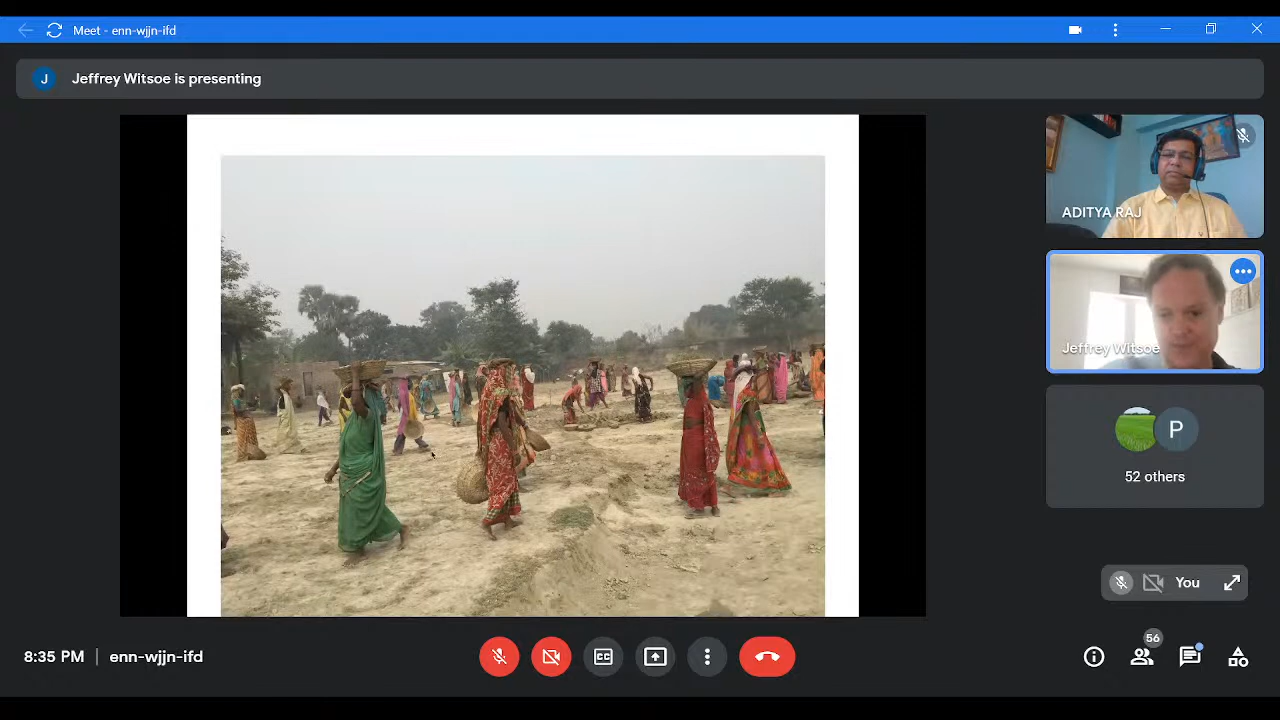 Meet - enn-wjjn-ifd
J
Jeffrey Witsoe is presenting
ADITYA RAJ
Jeffrey Witsoe
P
52 others
You
8:35 PM | enn-wjjn-ifd
CC
56